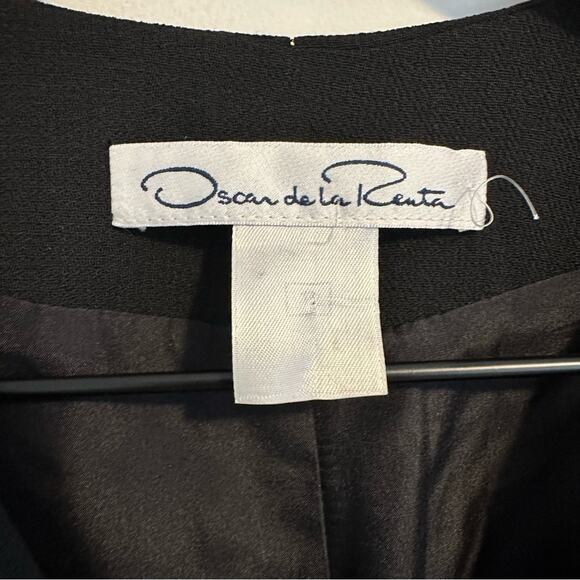 Oscar de la Renta